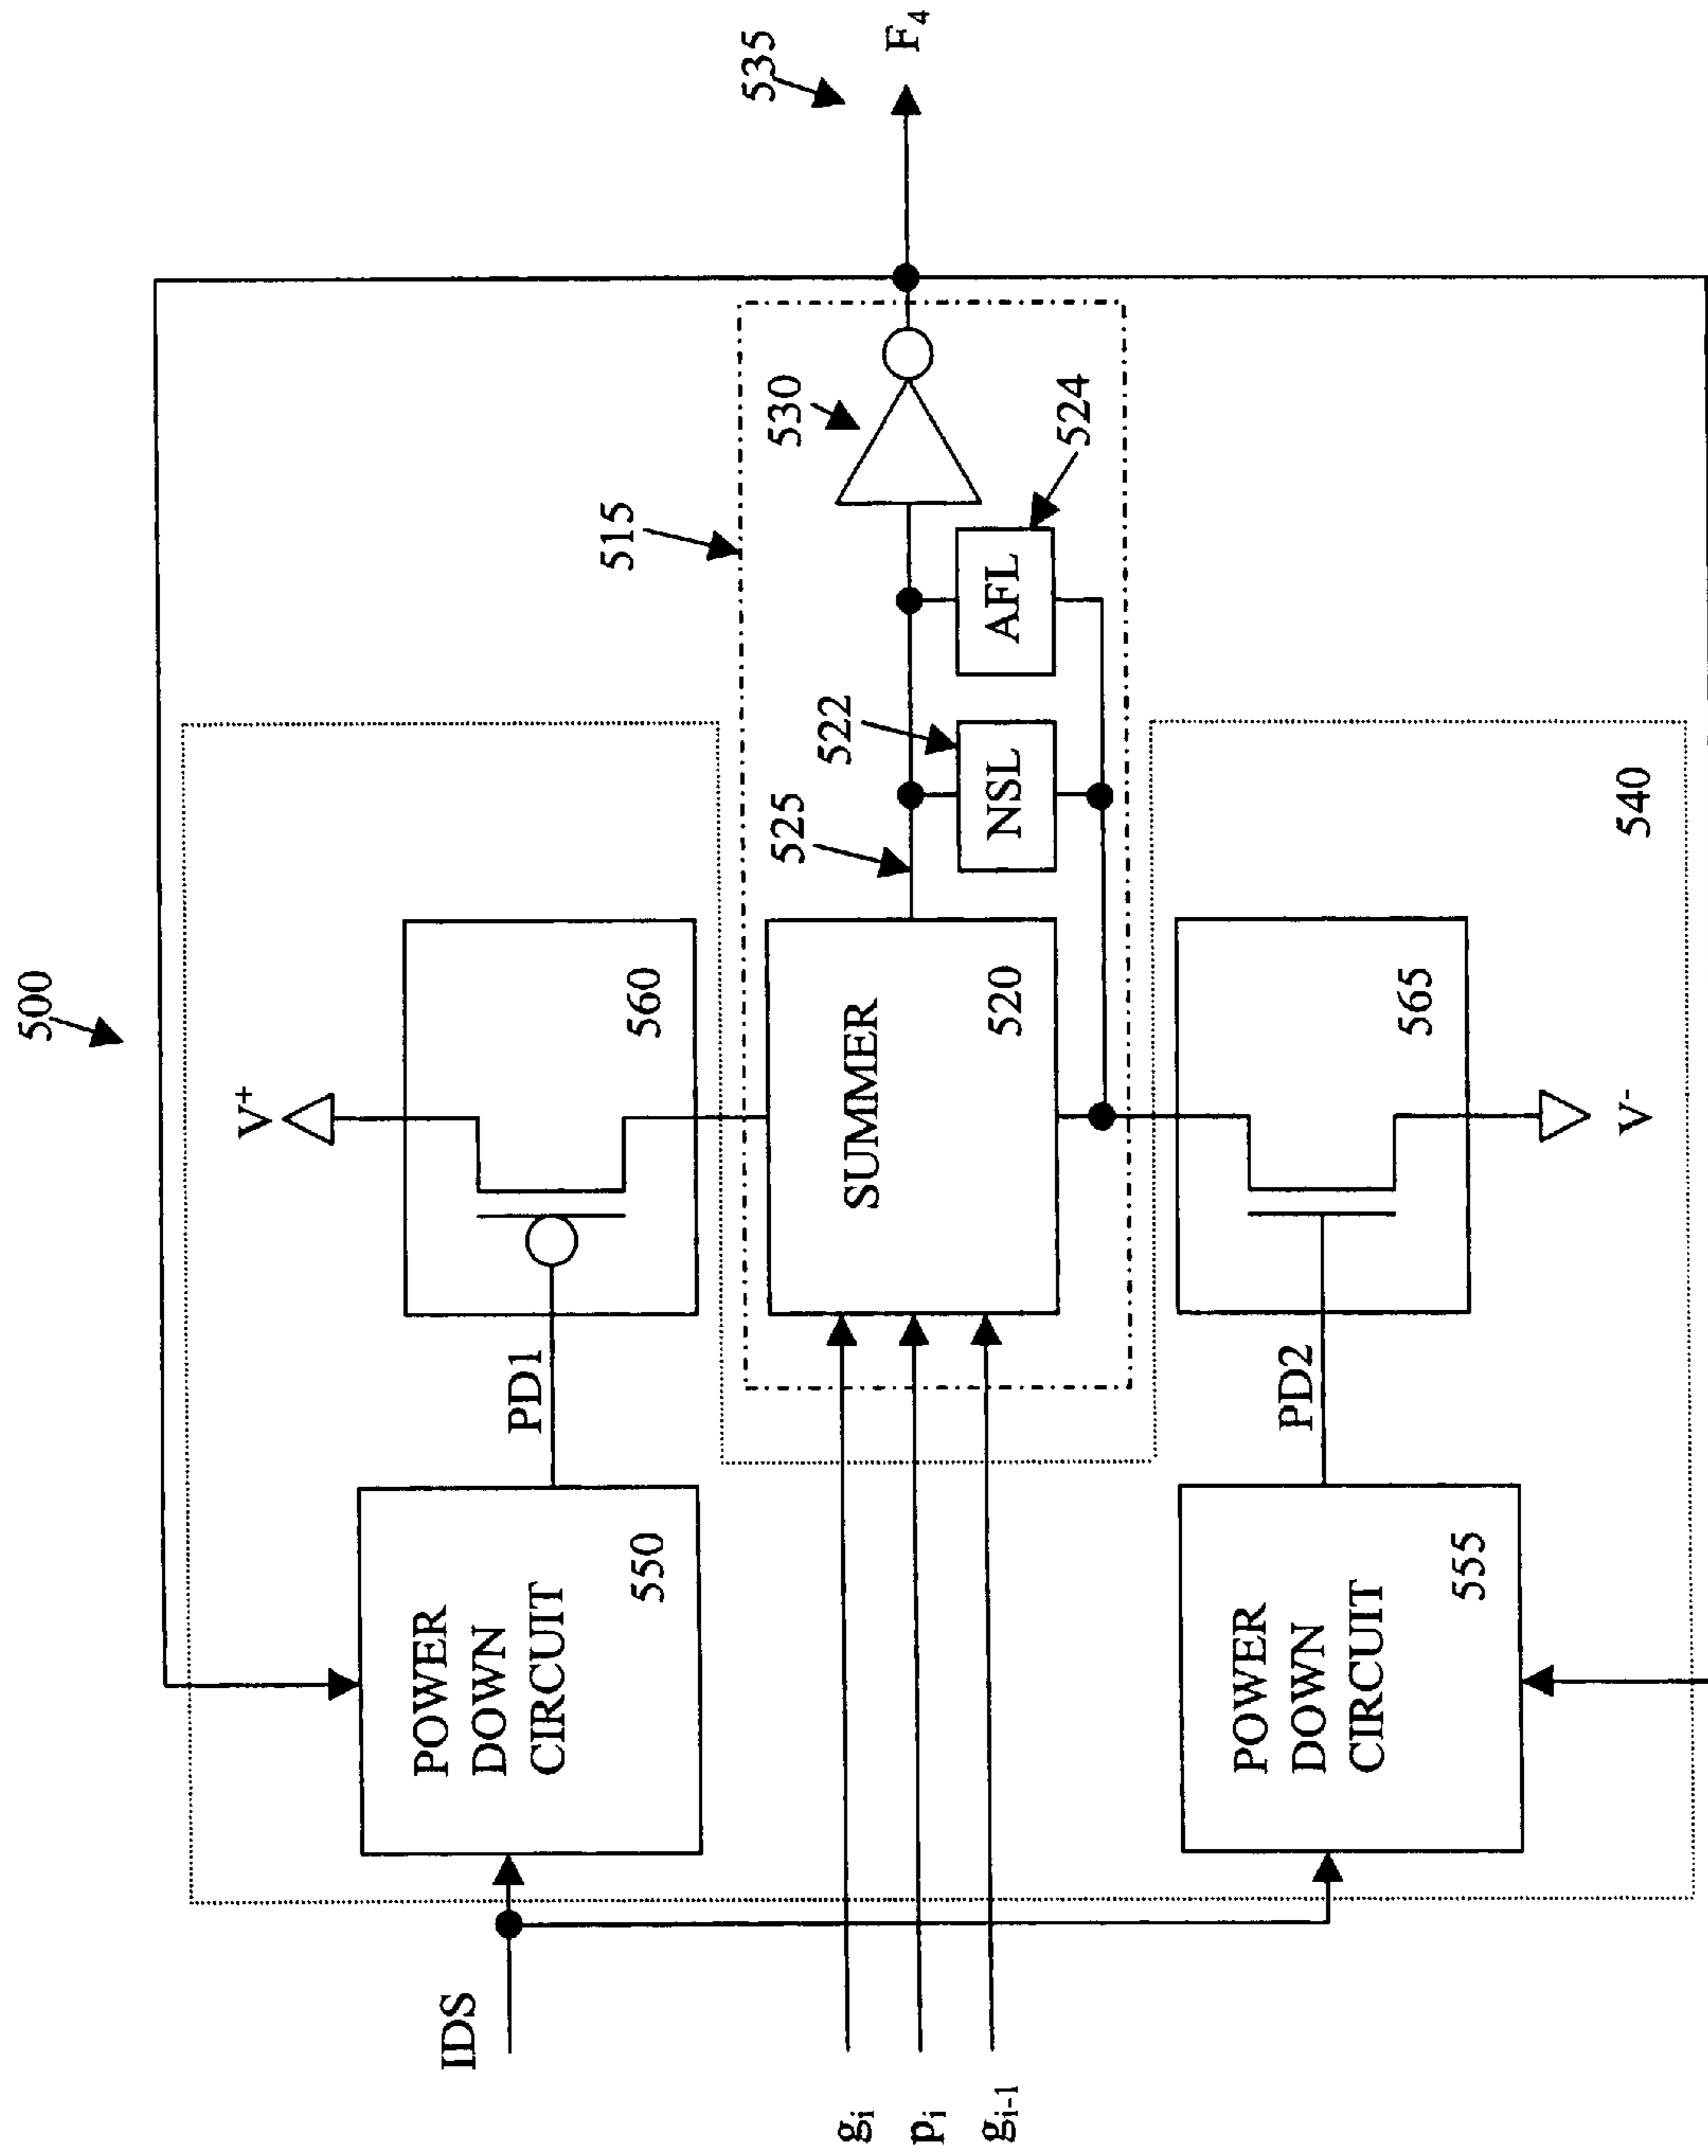 500
V⁺
560
PD1
POWER
DOWN
CIRCUIT
550
IDS
515
530
535
F₄
525
522
NSL
AFL
524
SUMMER
520
gᵢ
pᵢ
gᵢ₋₁
POWER
DOWN
CIRCUIT
555
PD2
565
V⁻
540